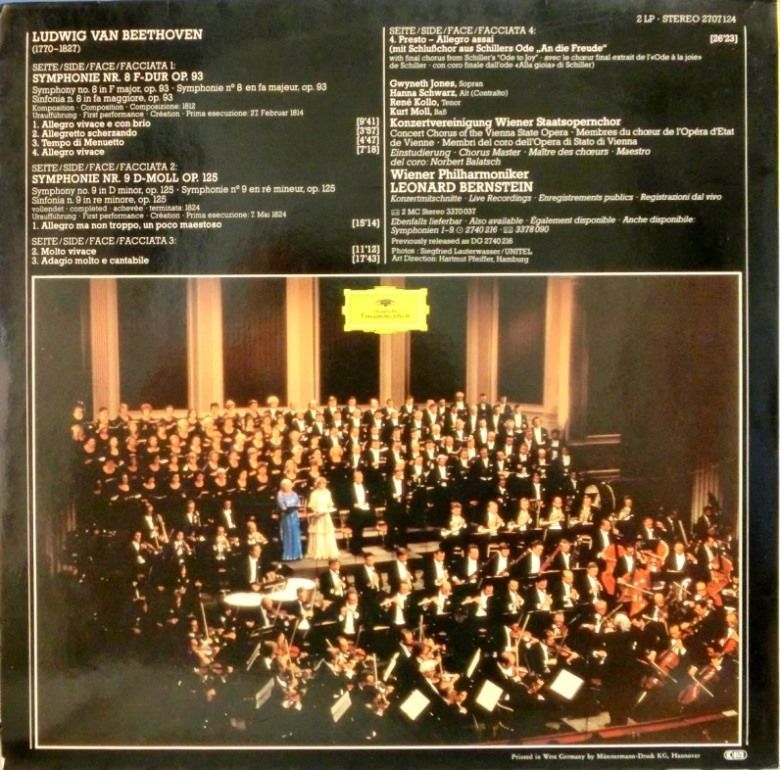 2 LP · STEREO 2707124
LUDWIG VAN BEETHOVEN
(1770–1827)
SEITE/SIDE/FACE/FACCIATA 1:
SYMPHONIE NR. 8 F-DUR OP. 93
Symphony no. 8 in F major, op. 93 · Symphonie nº 8 en fa majeur, op. 93
Sinfonia n. 8 in fa maggiore, op. 93
Komposition · Composition · Composizione: 1812
Uraufführung · First performance · Création · Prima esecuzione: 27. Februar 1814
1. Allegro vivace e con brio [9'41]
2. Allegretto scherzando [3'57]
3. Tempo di Menuetto [4'47]
4. Allegro vivace [7'18]
SEITE/SIDE/FACE/FACCIATA 2:
SYMPHONIE NR. 9 D-MOLL OP. 125
Symphony no. 9 in D minor, op. 125 · Symphonie nº 9 en ré mineur, op. 125
Sinfonia n. 9 in re minore, op. 125
vollendet · completed · achevée · terminata: 1824
Uraufführung · First performance · Création · Prima esecuzione: 7. Mai 1824
1. Allegro ma non troppo, un poco maestoso [15'14]
SEITE/SIDE/FACE/FACCIATA 3:
2. Molto vivace [11'12]
3. Adagio molto e cantabile [17'43]
SEITE/SIDE/FACE/FACCIATA 4:
4. Presto – Allegro assai [26'23]
(mit Schlußchor aus Schillers Ode „An die Freude"
with final chorus from Schiller's "Ode to Joy" · avec le chœur final extrait de l'«Ode à la joie»
de Schiller · con coro finale dall'ode «Alla gioia» di Schiller)
Gwyneth Jones, Sopran
Hanna Schwarz, Alt (Contralto)
René Kollo, Tenor
Kurt Moll, Baß
Konzertvereinigung Wiener Staatsopernchor
Concert Chorus of the Vienna State Opera · Membres du chœur de l'Opéra d'Etat
de Vienne · Membri del coro dell'Opera di Stato di Vienna
Einstudierung · Chorus Master · Maître des chœurs · Maestro
del coro: Norbert Balatsch
Wiener Philharmoniker
LEONARD BERNSTEIN
Konzertmitschnitte · Live Recordings · Enregistrements publics · Registrazioni dal vivo
2 MC Stereo 3370 037
Ebenfalls lieferbar · Also available · Également disponible · Anche disponibile:
Symphonien 1–9 2740 216 · 3378 090
Previously released as DG 2740 216
Photos: Siegfried Lauterwasser/UNITEL
Art Direction: Hartmut Pfeiffer, Hamburg
Deutsche
Grammophon
Printed in West Germany by Münstermann-Druck KG, Hannover